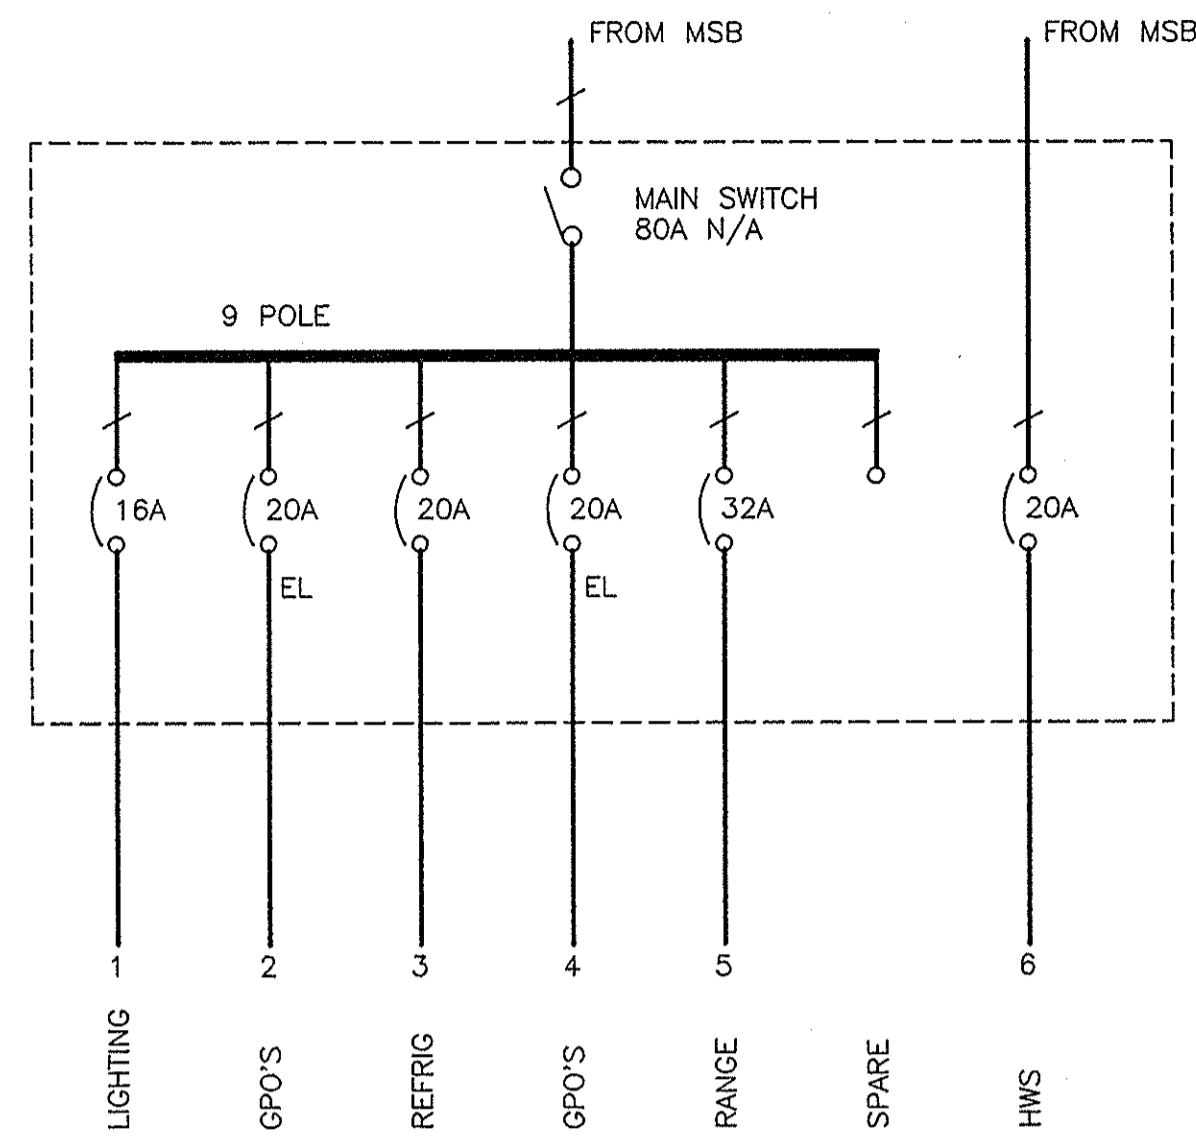 FROM MSB
FROM MSB
MAIN SWITCH
80A N/A
9 POLE
16A
20A
20A
20A
32A
20A
EL
EL
1
2
3
4
5
6
LIGHTING
GPO'S
REFRIG
GPO'S
RANGE
SPARE
HWS